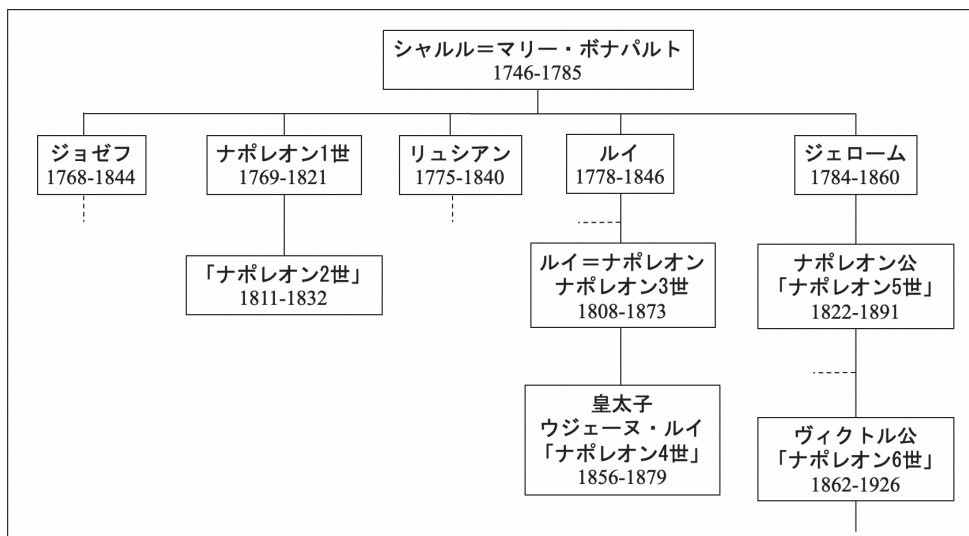 シャルル＝マリー・ボナパルト
1746-1785
ジョゼフ
1768-1844
ナポレオン1世
1769-1821
リュシアン
1775-1840
ルイ
1778-1846
ジェローム
1784-1860
「ナポレオン2世」
1811-1832
ルイ＝ナポレオン
ナポレオン3世
1808-1873
ナポレオン公
「ナポレオン5世」
1822-1891
皇太子
ウジェーヌ・ルイ
「ナポレオン4世」
1856-1879
ヴィクトル公
「ナポレオン6世」
1862-1926